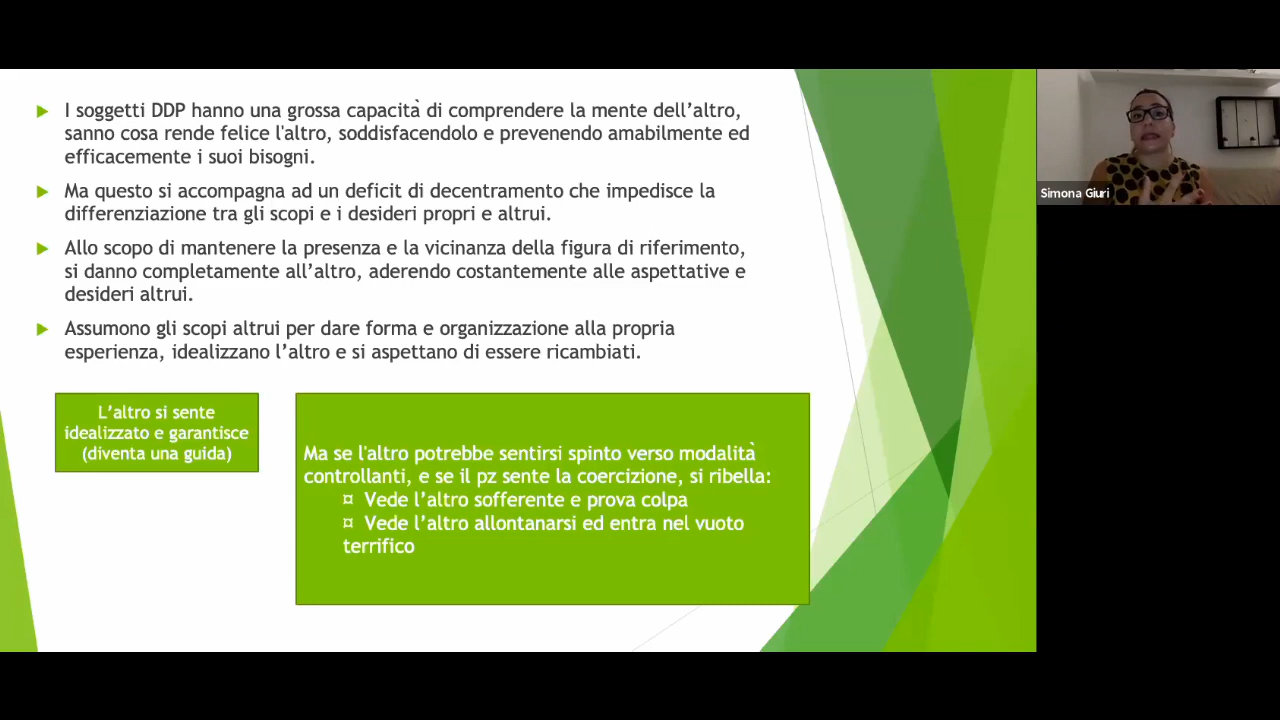 I soggetti DDP hanno una grossa capacità di comprendere la mente dell’altro,
sanno cosa rende felice l'altro, soddisfacendolo e prevenendo amabilmente ed
efficacemente i suoi bisogni.
Ma questo si accompagna ad un deficit di decentramento che impedisce la
differenziazione tra gli scopi e i desideri propri e altrui.
Allo scopo di mantenere la presenza e la vicinanza della figura di riferimento,
si danno completamente all’altro, aderendo costantemente alle aspettative e
desideri altrui.
Assumono gli scopi altrui per dare forma e organizzazione alla propria
esperienza, idealizzano l’altro e si aspettano di essere ricambiati.
L’altro si sente
idealizzato e garantisce
(diventa una guida)
Ma se l'altro potrebbe sentirsi spinto verso modalità
controllanti, e se il pz sente la coercizione, si ribella:
¤ Vede l’altro sofferente e prova colpa
¤ Vede l’altro allontanarsi ed entra nel vuoto
terrifico
Simona Giuri